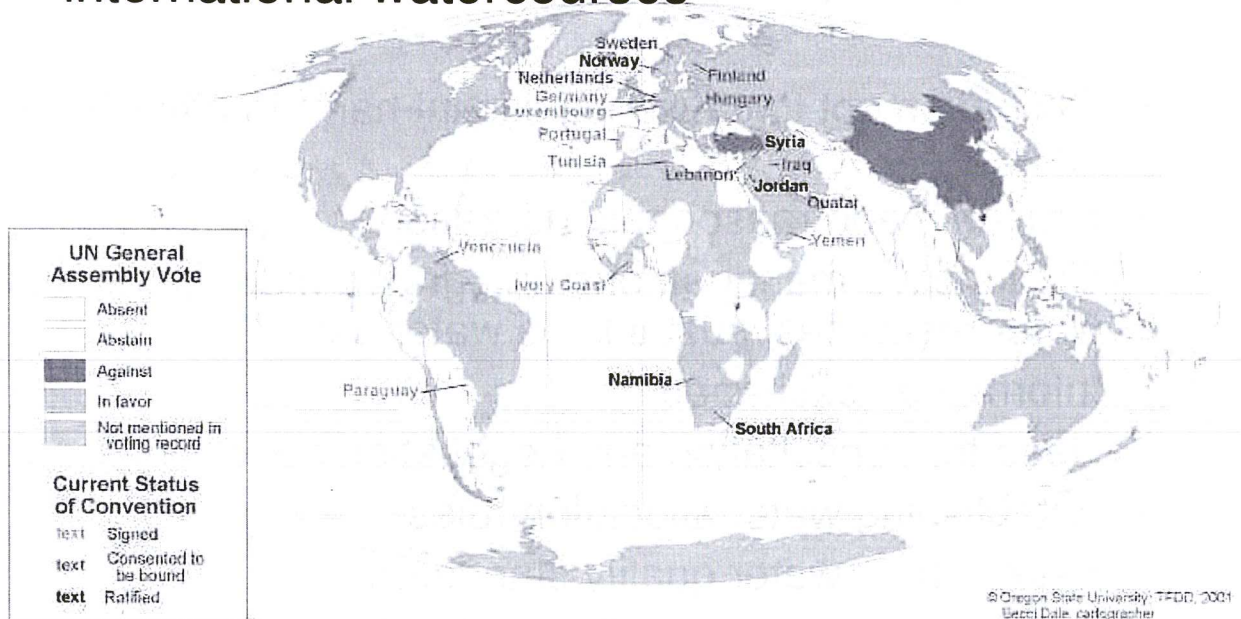 international watercourses
Sweden
Norway
Netherlands
Germany
Luxembourg
Portugal
Tunisia
Finland
Hungary
Syria
Lebanon
Iraq
Jordan
Quatar
Yemen
Venezuela
Ivory Coast
Paraguay
Namibia
South Africa
UN General
Assembly Vote
Absent
Abstain
Against
In favor
Not mentioned in
voting record
Current Status
of Convention
text Signed
text Consented to
be bound
text Ratified
© Oregon State University, TFDD, 2001
Becci Dale, cartographer